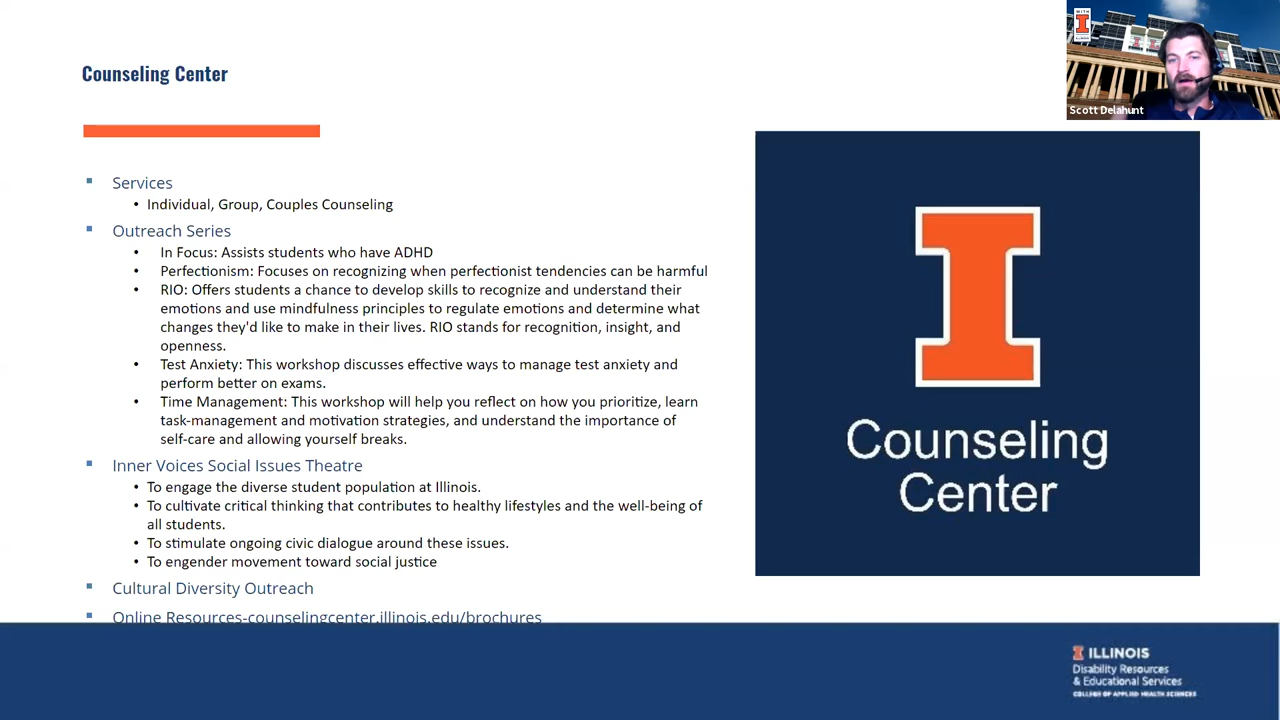 Counseling Center
WITH
ILLINOIS
Scott Delahunt
Services
Individual, Group, Couples Counseling
Outreach Series
In Focus: Assists students who have ADHD
Perfectionism: Focuses on recognizing when perfectionist tendencies can be harmful
RIO: Offers students a chance to develop skills to recognize and understand their
emotions and use mindfulness principles to regulate emotions and determine what
changes they'd like to make in their lives. RIO stands for recognition, insight, and
openness.
Test Anxiety: This workshop discusses effective ways to manage test anxiety and
perform better on exams.
Time Management: This workshop will help you reflect on how you prioritize, learn
task-management and motivation strategies, and understand the importance of
self-care and allowing yourself breaks.
Inner Voices Social Issues Theatre
To engage the diverse student population at Illinois.
To cultivate critical thinking that contributes to healthy lifestyles and the well-being of
all students.
To stimulate ongoing civic dialogue around these issues.
To engender movement toward social justice
Cultural Diversity Outreach
Online Resources-counselingcenter.illinois.edu/brochures
I
Counseling
Center
I ILLINOIS
Disability Resources
& Educational Services
COLLEGE OF APPLIED HEALTH SCIENCES